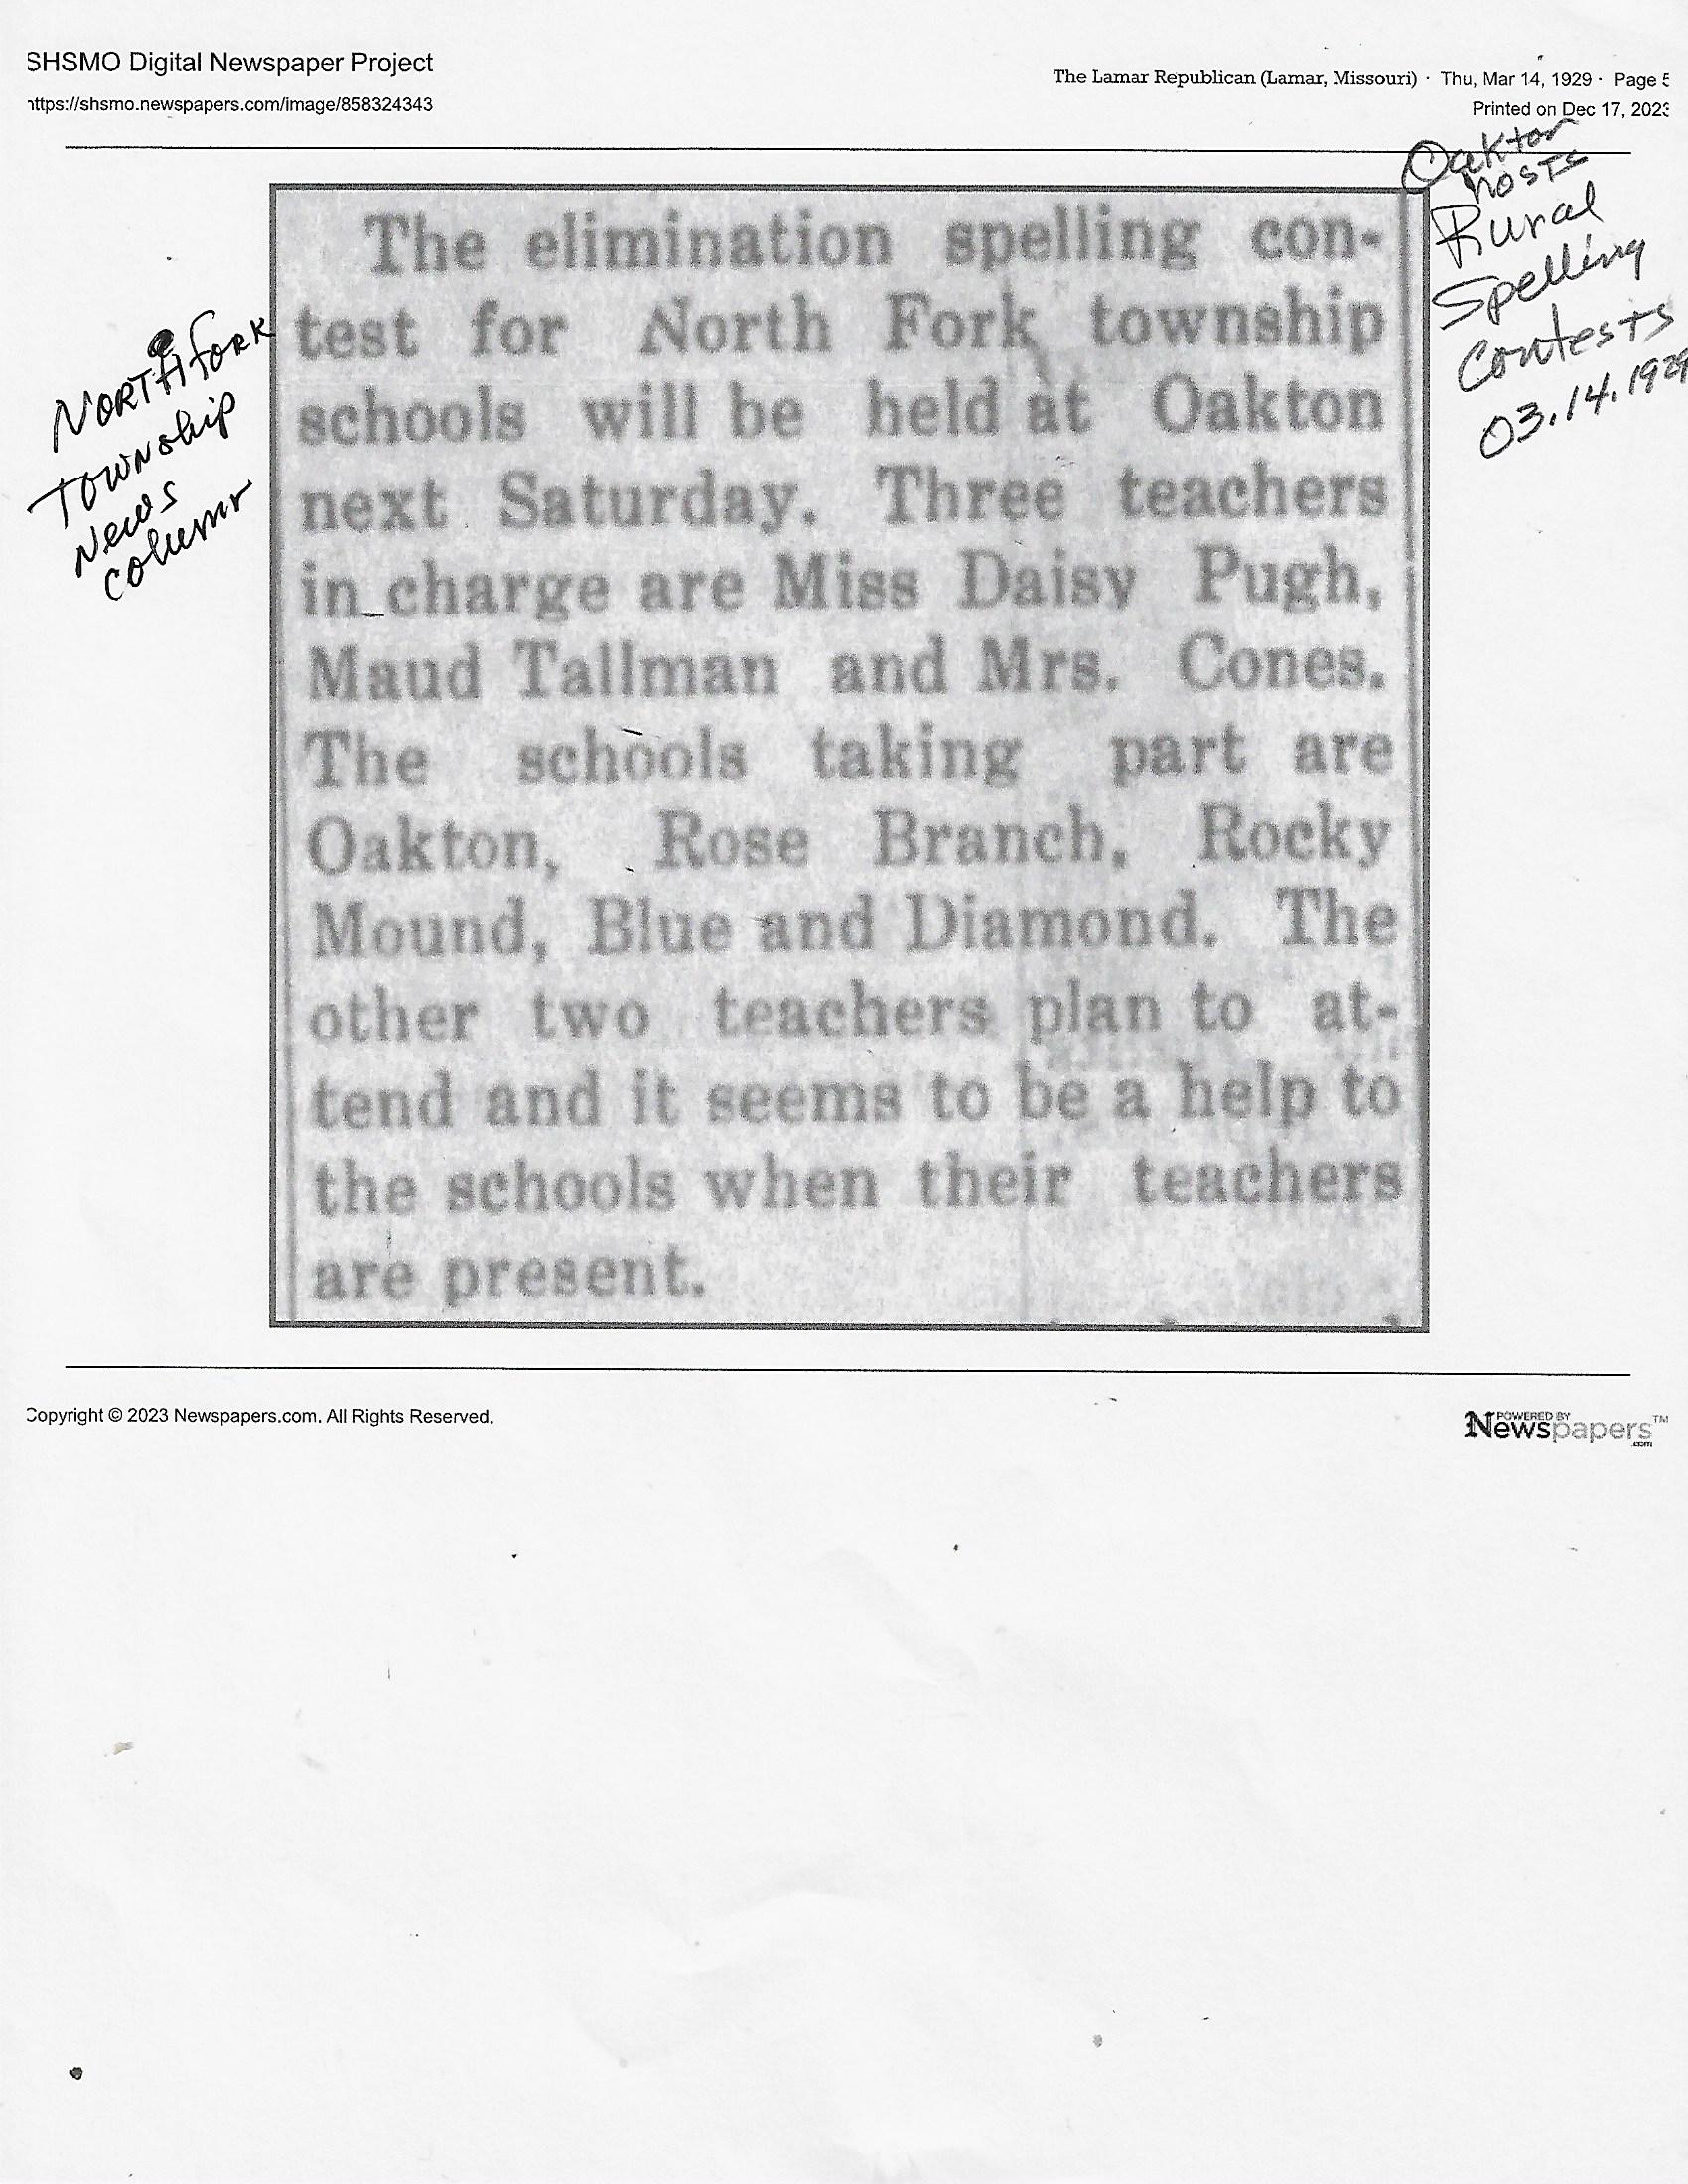 SHSMO Digital Newspaper Project
https://shsmo.newspapers.com/image/858324343
The Lamar Republican (Lamar, Missouri) · Thu, Mar 14, 1929 · Page 5
Printed on Dec 17, 2023
Oakton
hosts
Rural
Spelling
Contests
03.14.1929
NORTHfORK
TOWNship
News
column
The elimination spelling con-
test for North Fork township
schools will be held at Oakton
next Saturday. Three teachers
in charge are Miss Daisy Pugh,
Maud Tallman and Mrs. Cones.
The schools taking part are
Oakton, Rose Branch, Rocky
Mound, Blue and Diamond. The
other two teachers plan to at-
tend and it seems to be a help to
the schools when their teachers
are present.
Copyright © 2023 Newspapers.com. All Rights Reserved.
POWERED BY
Newspapers™
.com